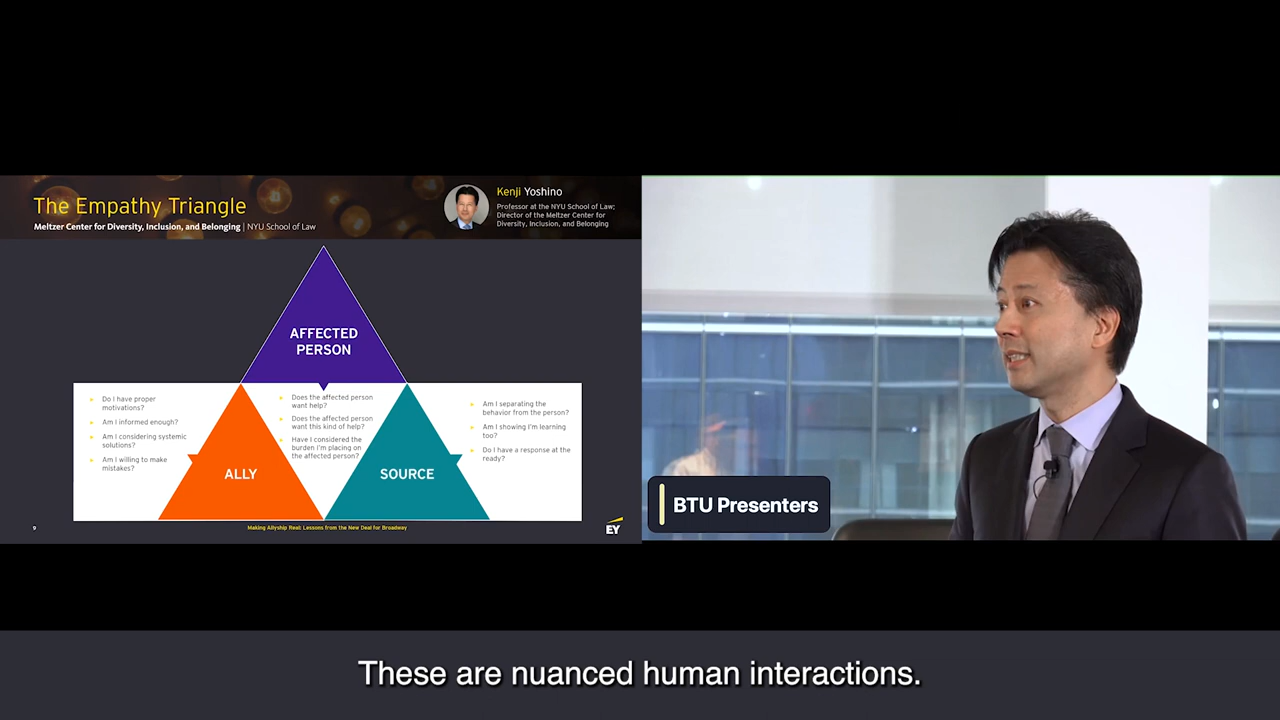 The Empathy Triangle
Meltzer Center for Diversity, Inclusion, and Belonging | NYU School of Law
Kenji Yoshino
Professor at the NYU School of Law;
Director of the Meltzer Center for
Diversity, Inclusion, and Belonging
AFFECTED
PERSON
Do I have proper
motivations?
Am I informed enough?
Am I considering systemic
solutions?
Am I willing to make
mistakes?
ALLY
Does the affected person
want help?
Does the affected person
want this kind of help?
Have I considered the
burden I'm placing on
the affected person?
SOURCE
Am I separating the
behavior from the person?
Am I showing I'm learning
too?
Do I have a response at the
ready?
9
Making Allyship Real: Lessons from the New Deal for Broadway
EY
BTU Presenters
These are nuanced human interactions.